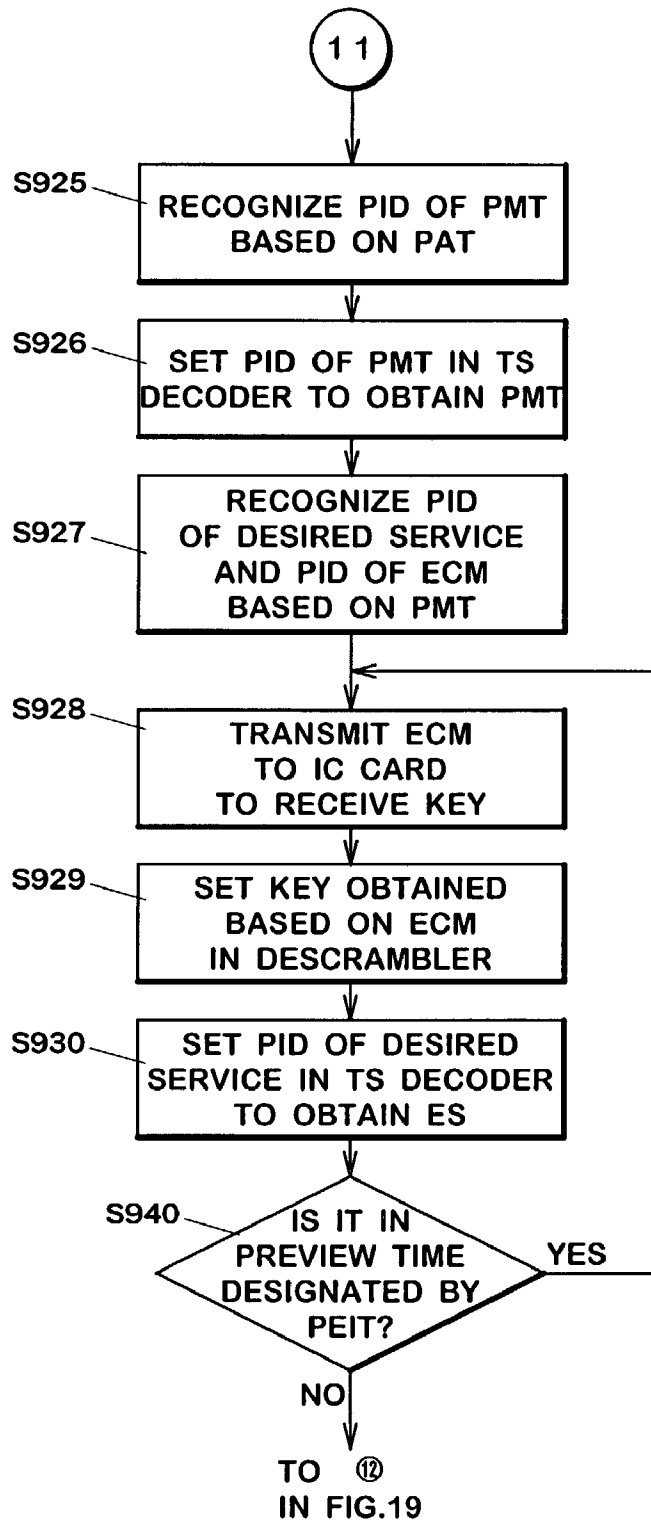 11
S925
RECOGNIZE PID OF PMT
BASED ON PAT
S926
SET PID OF PMT IN TS
DECODER TO OBTAIN PMT
S927
RECOGNIZE PID
OF DESIRED SERVICE
AND PID OF ECM
BASED ON PMT
S928
TRANSMIT ECM
TO IC CARD
TO RECEIVE KEY
S929
SET KEY OBTAINED
BASED ON ECM
IN DESCRAMBLER
S930
SET PID OF DESIRED
SERVICE IN TS DECODER
TO OBTAIN ES
S940
IS IT IN
PREVIEW TIME
DESIGNATED BY
PEIT?
YES
NO
TO ⑫
IN FIG.19